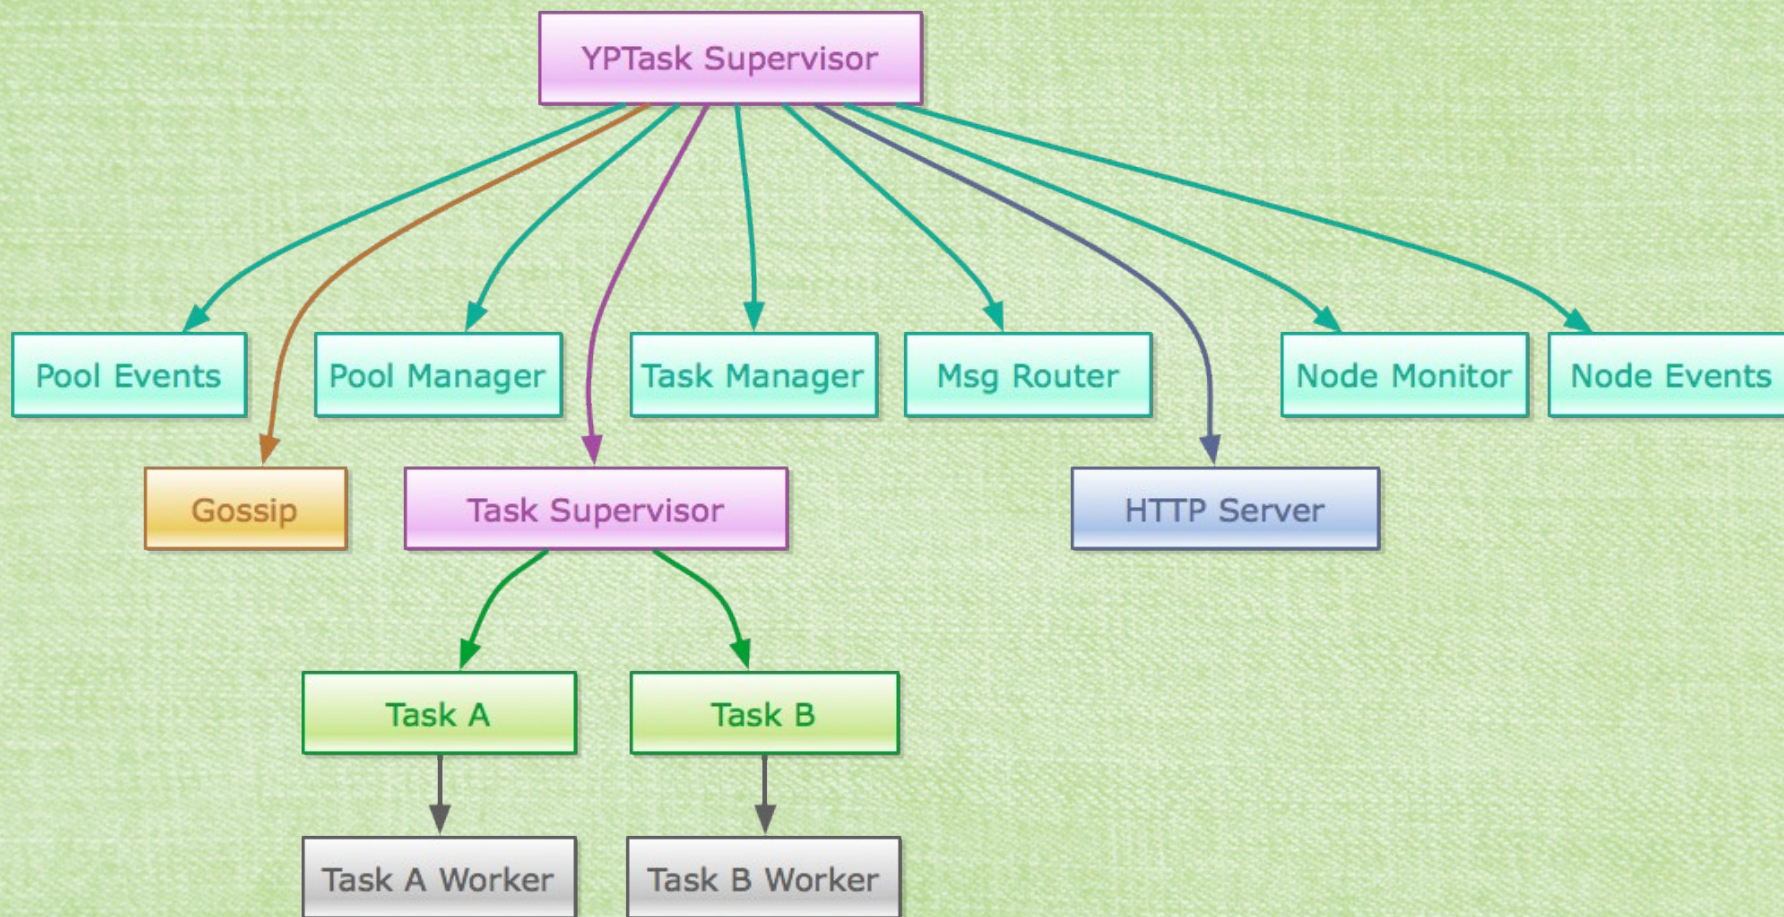 YPTask Supervisor
Pool Events
Pool Manager
Task Manager
Msg Router
Node Monitor
Node Events
Gossip
Task Supervisor
HTTP Server
Task A
Task B
Task A Worker
Task B Worker